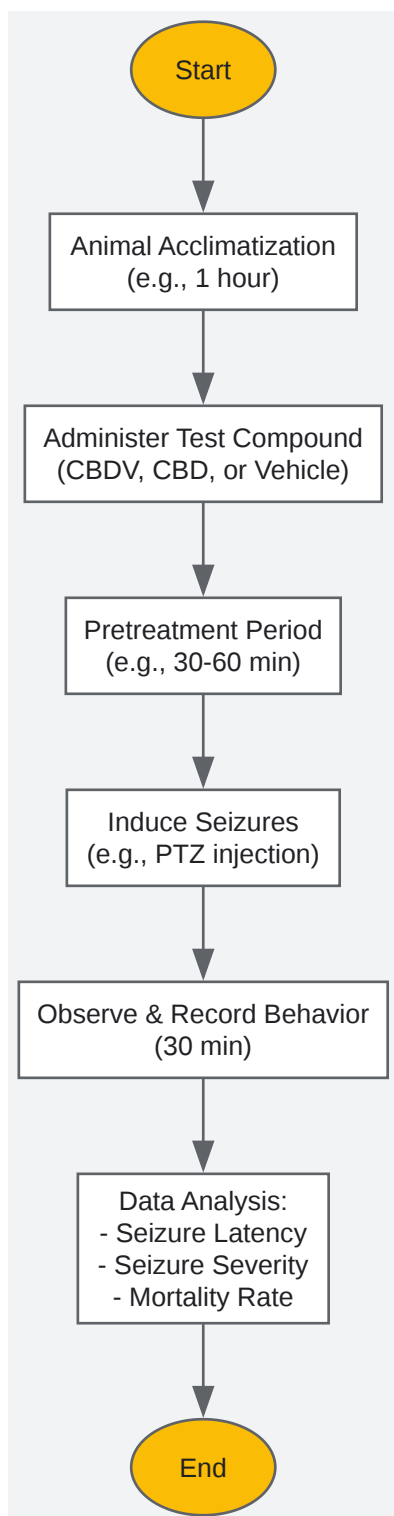 Start
Animal Acclimatization
(e.g., 1 hour)
Administer Test Compound
(CBDV, CBD, or Vehicle)
Pretreatment Period
(e.g., 30-60 min)
Induce Seizures
(e.g., PTZ injection)
Observe & Record Behavior
(30 min)
Data Analysis:
- Seizure Latency
- Seizure Severity
- Mortality Rate
End